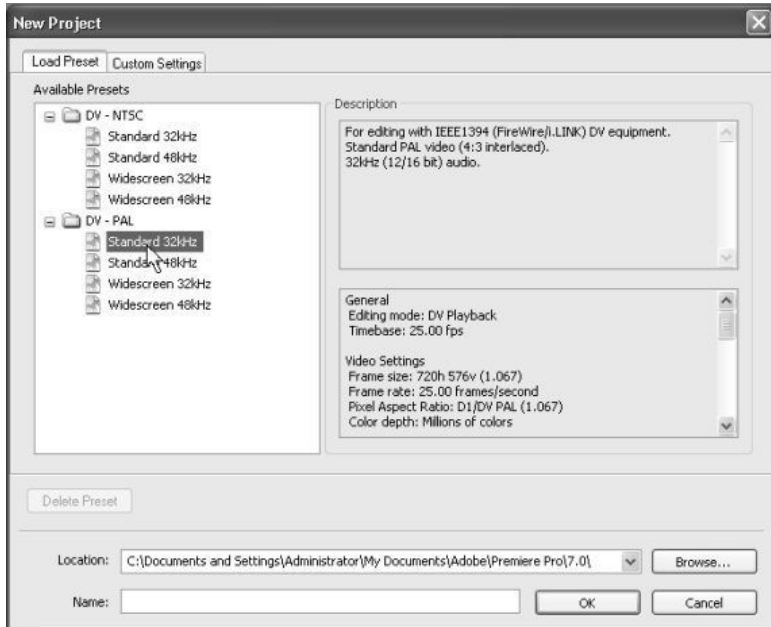 New Project
Load Preset
Custom Settings
Available Presets
DV - NTSC
Standard 32kHz
Standard 48kHz
Widescreen 32kHz
Widescreen 48kHz
DV - PAL
Standard 32kHz
Standard 48kHz
Widescreen 32kHz
Widescreen 48kHz
Description
For editing with IEEE1394 (FireWire/i.LINK) DV equipment.
Standard PAL video (4:3 interlaced).
32kHz (12/16 bit) audio.
General
Editing mode: DV Playback
Timebase: 25.00 fps
Video Settings
Frame size: 720h 576v (1.067)
Frame rate: 25.00 frames/second
Pixel Aspect Ratio: D1/DV PAL (1.067)
Color depth: Millions of colors
Delete Preset
Location: C:\Documents and Settings\Administrator\My Documents\Adobe\Premiere Pro\7.0\ Browse...
Name: OK Cancel